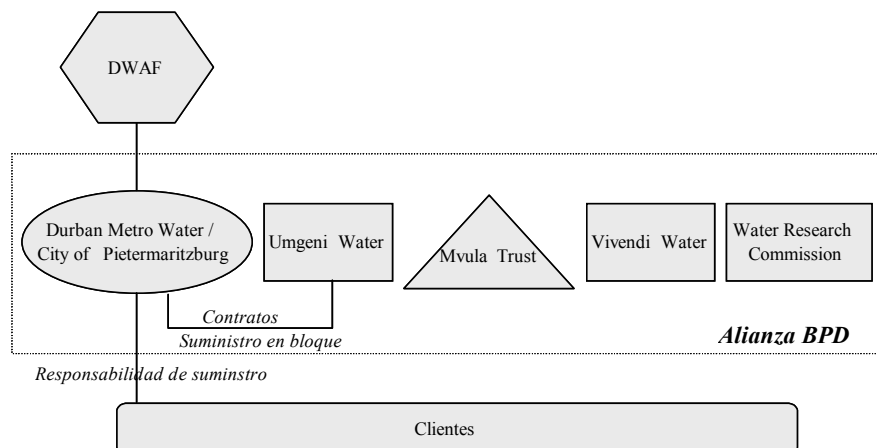 DWAF
Durban Metro Water /
City of Pietermaritzburg
Umgeni Water
Mvula Trust
Vivendi Water
Water Research
Commission
Contratos
Suministro en bloque
Alianza BPD
Responsabilidad de suminstro
Clientes